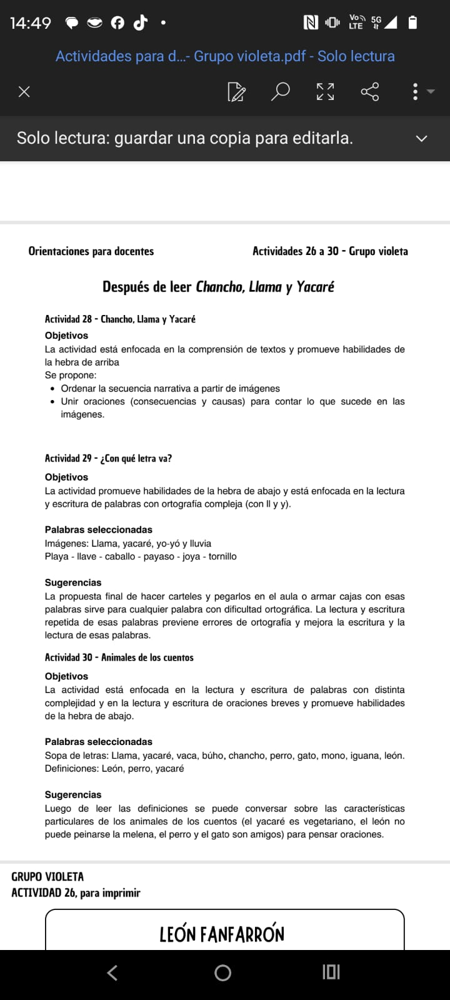 14:49
Vo
LTE
5G
Actividades para d...- Grupo violeta.pdf - Solo lectura
Solo lectura: guardar una copia para editarla.
Orientaciones para docentes
Actividades 26 a 30 - Grupo violeta
Después de leer Chancho, Llama y Yacaré
Actividad 28 - Chancho, Llama y Yacaré
Objetivos
La actividad está enfocada en la comprensión de textos y promueve habilidades de
la hebra de arriba
Se propone:
• Ordenar la secuencia narrativa a partir de imágenes
• Unir oraciones (consecuencias y causas) para contar lo que sucede en las
imágenes.
Actividad 29 - ¿Con qué letra va?
Objetivos
La actividad promueve habilidades de la hebra de abajo y está enfocada en la lectura
y escritura de palabras con ortografía compleja (con ll y y).
Palabras seleccionadas
Imágenes: Llama, yacaré, yo-yó y lluvia
Playa - llave - caballo - payaso - joya - tornillo
Sugerencias
La propuesta final de hacer carteles y pegarlos en el aula o armar cajas con esas
palabras sirve para cualquier palabra con dificultad ortográfica. La lectura y escritura
repetida de esas palabras previene errores de ortografía y mejora la escritura y la
lectura de esas palabras.
Actividad 30 - Animales de los cuentos
Objetivos
La actividad está enfocada en la lectura y escritura de palabras con distinta
complejidad y en la lectura y escritura de oraciones breves y promueve habilidades
de la hebra de abajo.
Palabras seleccionadas
Sopa de letras: Llama, yacaré, vaca, búho, chancho, perro, gato, mono, iguana, león.
Definiciones: León, perro, yacaré
Sugerencias
Luego de leer las definiciones se puede conversar sobre las características
particulares de los animales de los cuentos (el yacaré es vegetariano, el león no
puede peinarse la melena, el perro y el gato son amigos) para pensar oraciones.
GRUPO VIOLETA
ACTIVIDAD 26, para imprimir
LEÓN FANFARRÓN